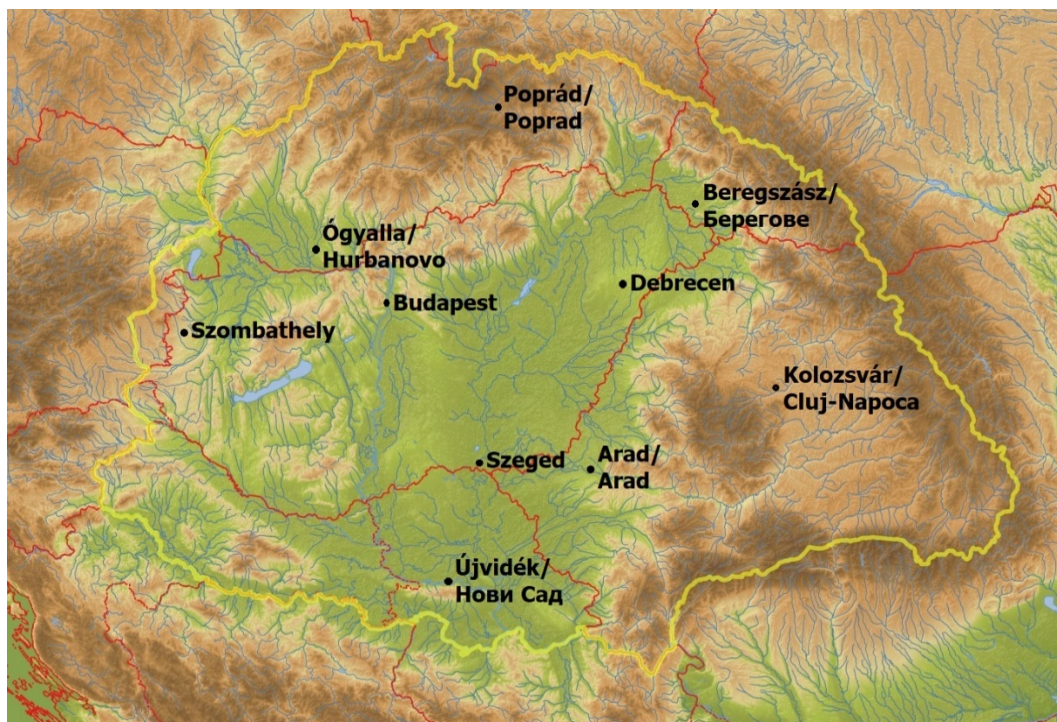 Poprád/
Poprad
Beregszász/
Берегове
Ógyalla/
Hurbanovo
Debrecen
Budapest
Szombathely
Kolozsvár/
Cluj-Napoca
Szeged
Arad/
Arad
Újvidék/
Нови Сад